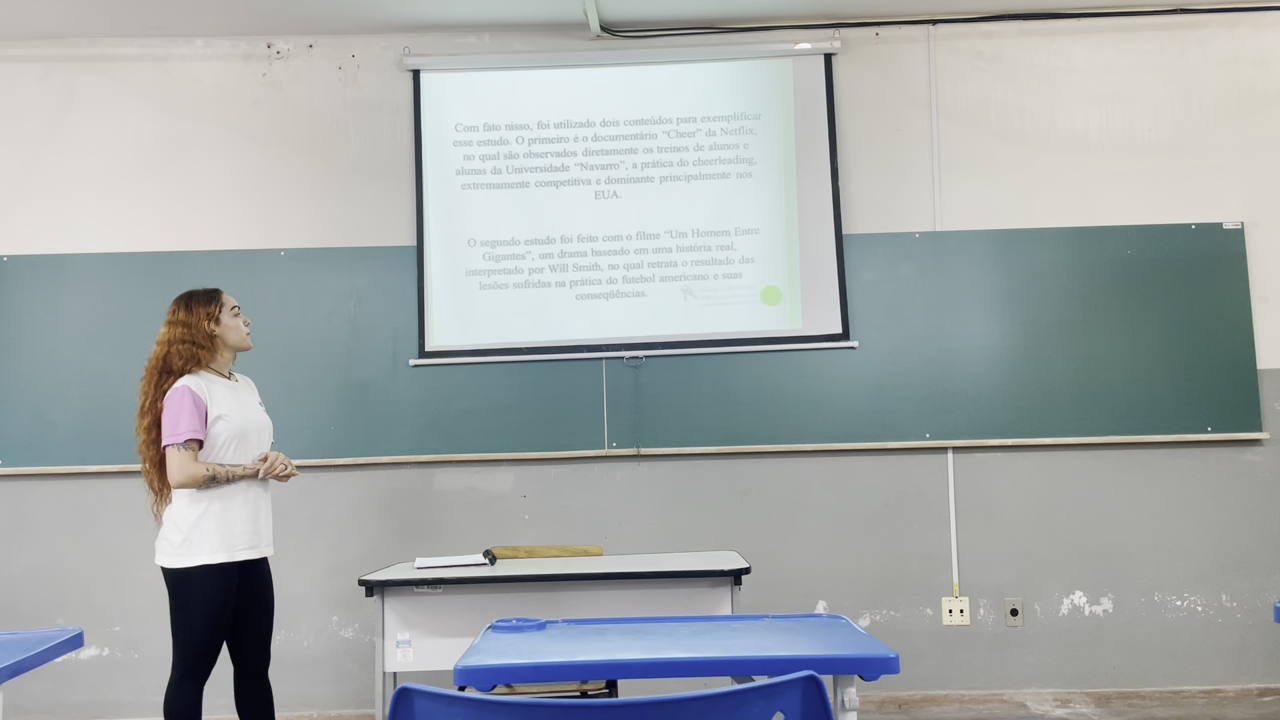 Com fato nisso, foi utilizado dois conteúdos para exemplificar
esse estudo. O primeiro é o documentário “Cheer” da Netflix,
no qual são observados diretamente os treinos de alunos e
alunas da Universidade “Navarro”, a prática do cheerleading,
extremamente competitiva e dominante principalmente nos
EUA.
O segundo estudo foi feito com o filme “Um Homem Entre
Gigantes”, um drama baseado em uma história real,
interpretado por Will Smith, no qual retrata o resultado das
lesões sofridas na prática do futebol americano e suas
conseqüências.